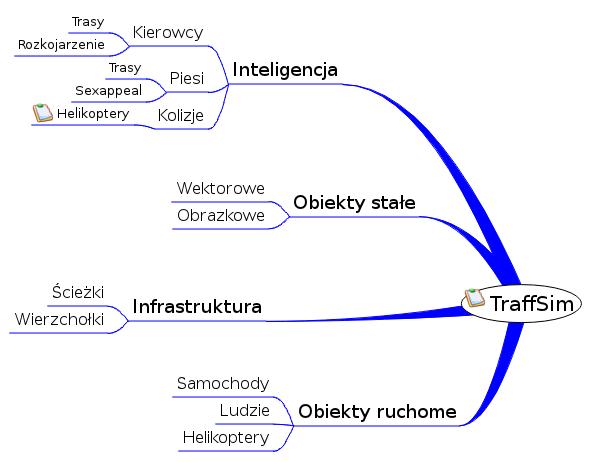 Trasy
Rozkojarzenie
Kierowcy
Trasy
Sexappeal
Piesi
Helikoptery
Kolizje
Inteligencja
Wektorowe
Obrazkowe
Obiekty stałe
Ścieżki
Wierzchołki
Infrastruktura
TraffSim
Samochody
Ludzie
Helikoptery
Obiekty ruchome